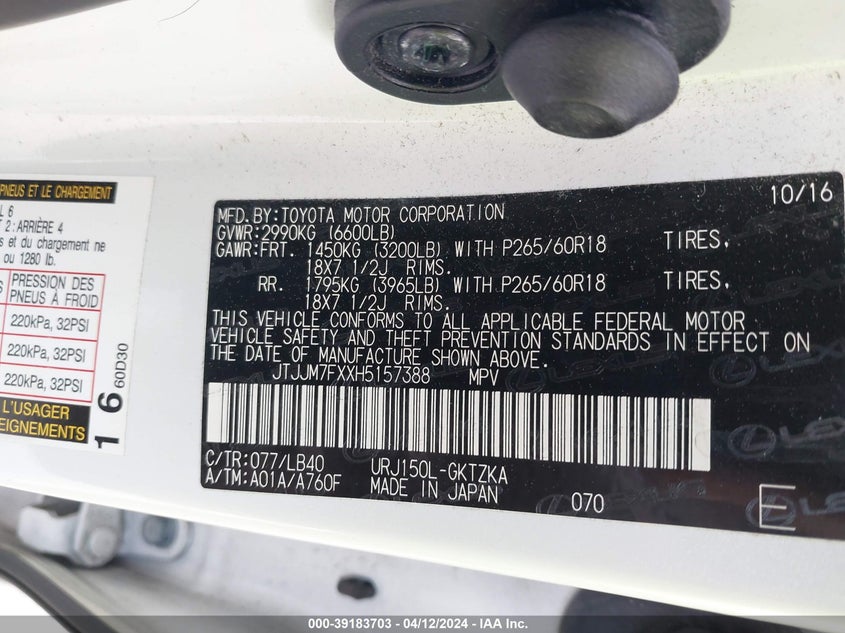 PNEUS ET LE CHARGEMENT
L 6
T 2: ARRIÈRE 4
s et du chargement ne
ou 1280 lb.
PRESSION DES
PNEUS À FROID
220kPa, 32PSI
220kPa, 32PSI
220kPa, 32PSI
L'USAGER
EIGNEMENTS
1 6
60D30
10/16
MFD. BY: TOYOTA MOTOR CORPORATION
GVWR: 2990KG (6600LB)
GAWR: FRT. 1450KG (3200LB) WITH P265/60R18 TIRES,
18X7 1/2J RIMS.
RR. 1795KG (3965LB) WITH P265/60R18 TIRES,
18X7 1/2J RIMS.
THIS VEHICLE CONFORMS TO ALL APPLICABLE FEDERAL MOTOR
VEHICLE SAFETY AND THEFT PREVENTION STANDARDS IN EFFECT ON
THE DATE OF MANUFACTURE SHOWN ABOVE.
JTJJM7FXXH5157388 MPV
C/TR: 077/LB40 URJ150L-GKTZKA
A/TM: A01A/A760F MADE IN JAPAN 070 E
LEXUS
000-39183703 - 04/12/2024 - IAA Inc.